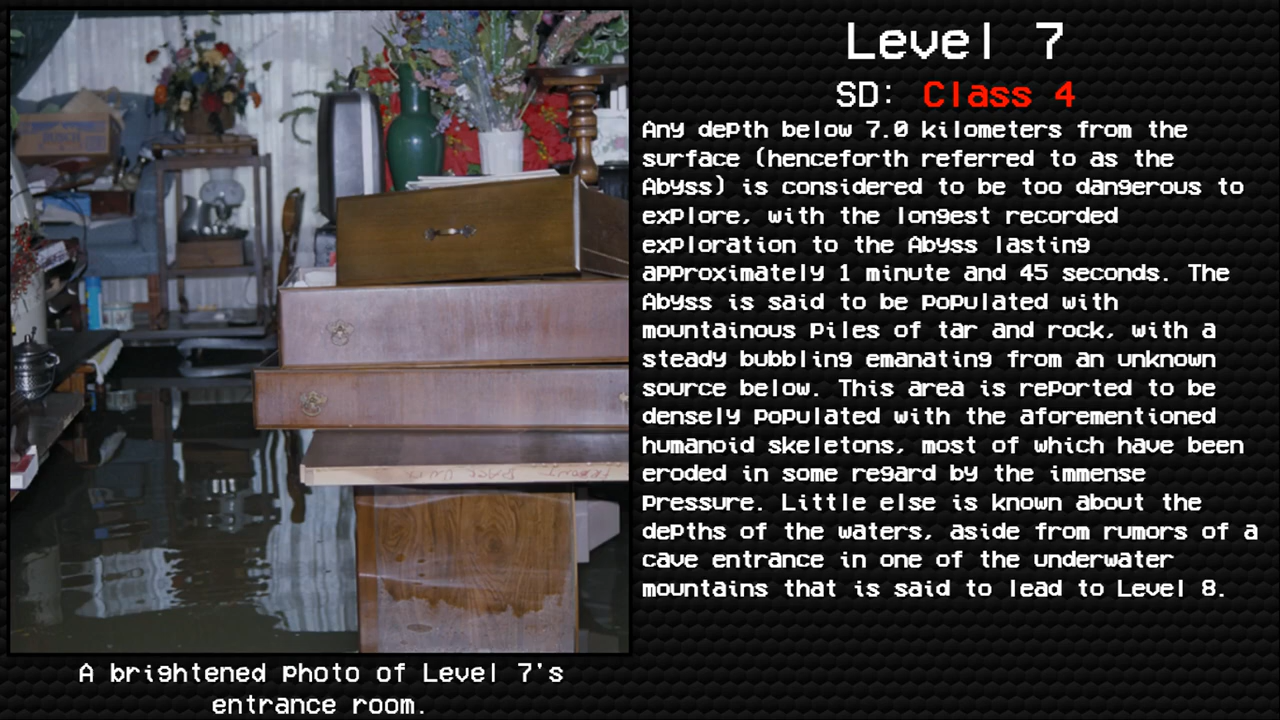 Level 7
SD: Class 4
Any depth below 7.0 kilometers from the
surface (henceforth referred to as the
Abyss) is considered to be too dangerous to
explore, with the longest recorded
exploration to the Abyss lasting
approximately 1 minute and 45 seconds. The
Abyss is said to be populated with
mountainous piles of tar and rock, with a
steady bubbling emanating from an unknown
source below. This area is reported to be
densely populated with the aforementioned
humanoid skeletons, most of which have been
eroded in some regard by the immense
pressure. Little else is known about the
depths of the waters, aside from rumors of a
cave entrance in one of the underwater
mountains that is said to lead to Level 8.
A brightened photo of Level 7's
entrance room.